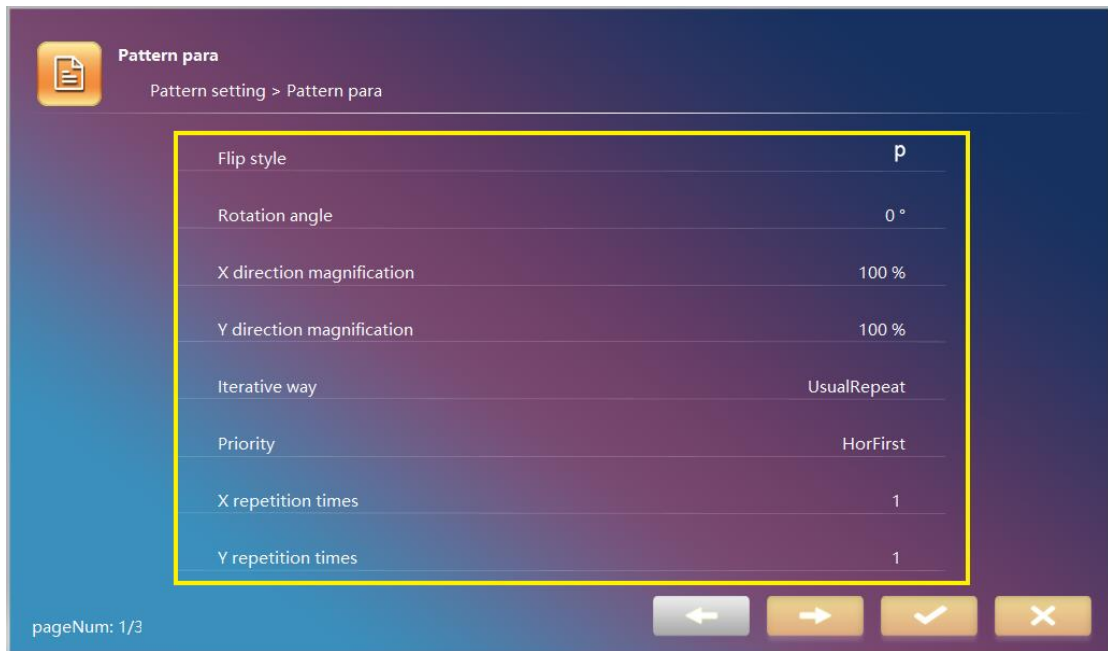 Pattern para
Pattern setting > Pattern para
Flip style p
Rotation angle 0 °
X direction magnification 100 %
Y direction magnification 100 %
Iterative way UsualRepeat
Priority HorFirst
X repetition times 1
Y repetition times 1
pageNum: 1/3